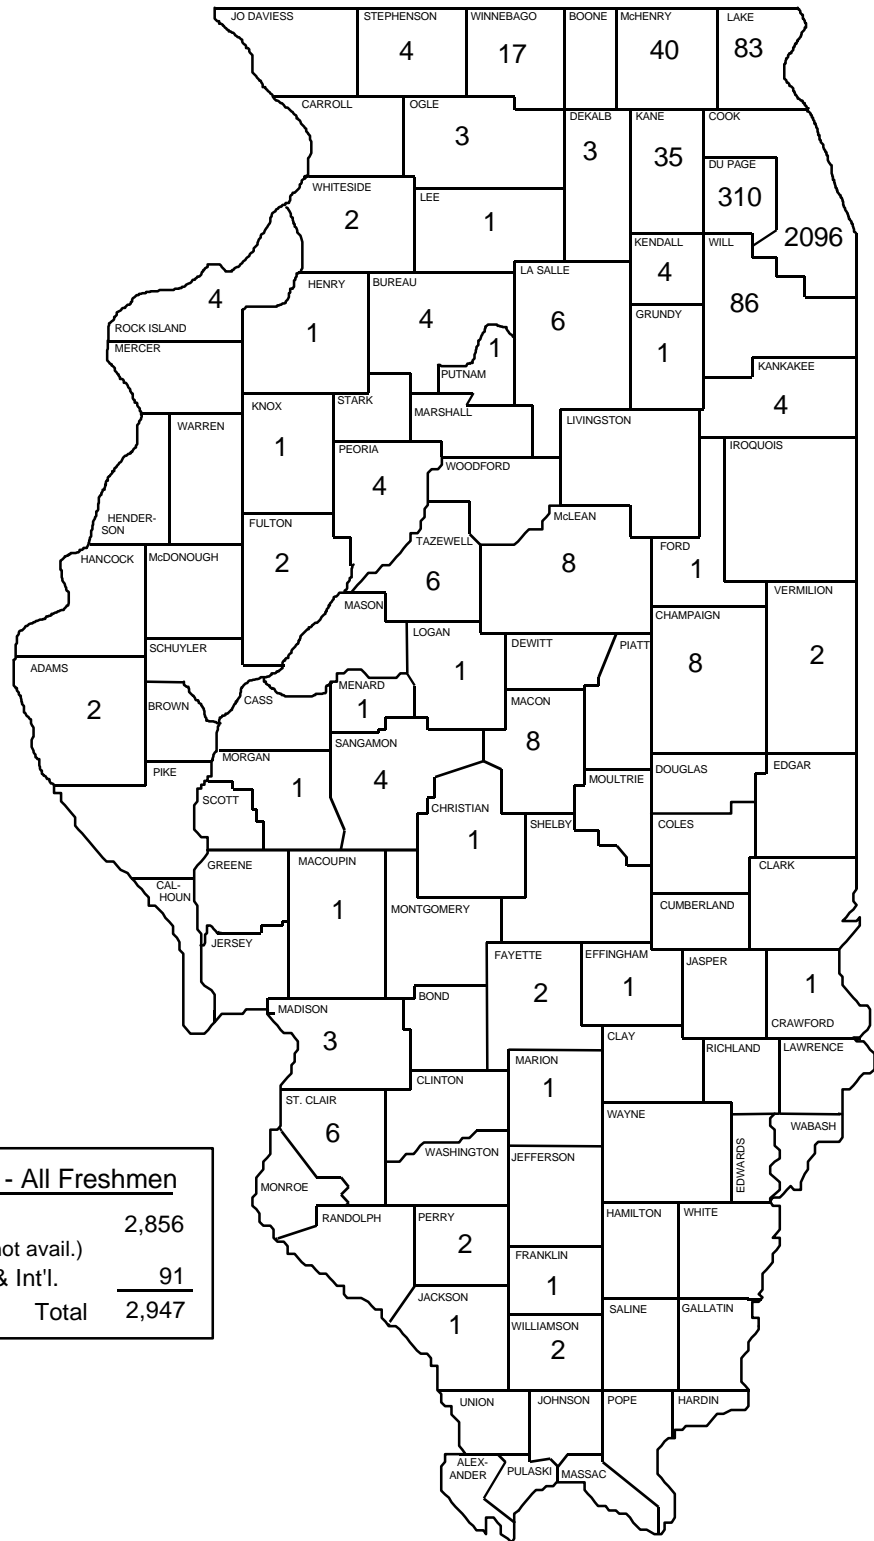 JO DAVIESS STEPHENSON WINNEBAGO BOONE McHENRY LAKE
4 17 40 83
CARROLL OGLE DEKALB KANE COOK
3 3 35
DU PAGE
310
WHITESIDE LEE
2 1 2096
KENDALL WILL
4
LA SALLE
HENRY BUREAU
4 1 4 6 86
ROCK ISLAND GRUNDY
1
MERCER PUTNAM
1
KANKAKEE
4
KNOX STARK MARSHALL LIVINGSTON
1
WARREN PEORIA IROQUOIS
4
WOODFORD
HENDER-
SON
FULTON McLEAN
2 8
HANCOCK McDONOUGH TAZEWELL FORD
6 1
MASON VERMILION
2
LOGAN CHAMPAIGN
1 8
SCHUYLER DEWITT PIATT
ADAMS
2
BROWN CASS MENARD MACON
1 8
SANGAMON
4
PIKE MORGAN DOUGLAS EDGAR
1
SCOTT MOULTRIE
CHRISTIAN SHELBY COLES
1
GREENE MACOUPIN CLARK
1
CAL-
HOUN
MONTGOMERY CUMBERLAND
JERSEY
FAYETTE EFFINGHAM JASPER
2 1 1
CRAWFORD
MADISON BOND
3
CLAY RICHLAND LAWRENCE
MARION
1
CLINTON
ST. CLAIR WAYNE
6
WABASH
WASHINGTON JEFFERSON EDWARDS
MONROE
RANDOLPH PERRY HAMILTON WHITE
2
FRANKLIN
1
JACKSON SALINE GALLATIN
1
WILLIAMSON
2
UNION JOHNSON POPE HARDIN
ALEX-
ANDER
PULASKI MASSAC
- All Freshmen
2,856
not avail.)
& Int'l. 91
Total 2,947